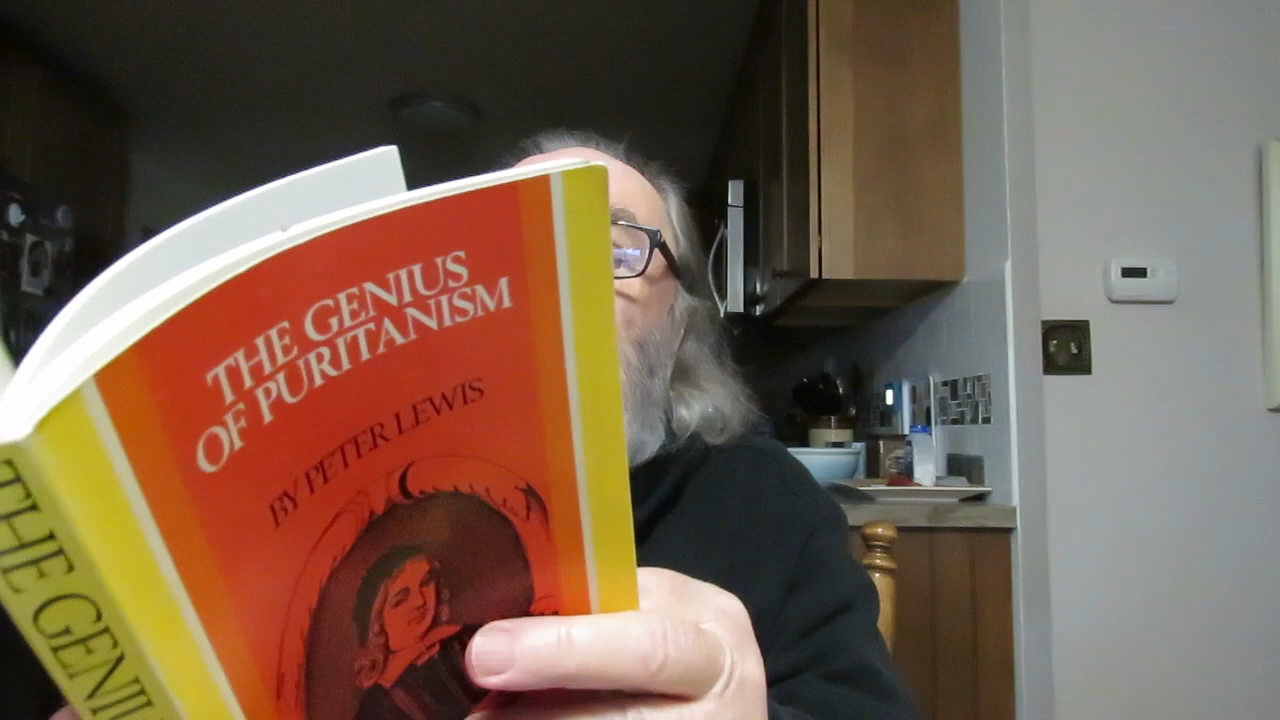 THE GENIUS
OF PURITANISM
BY PETER LEWIS
THE GENI